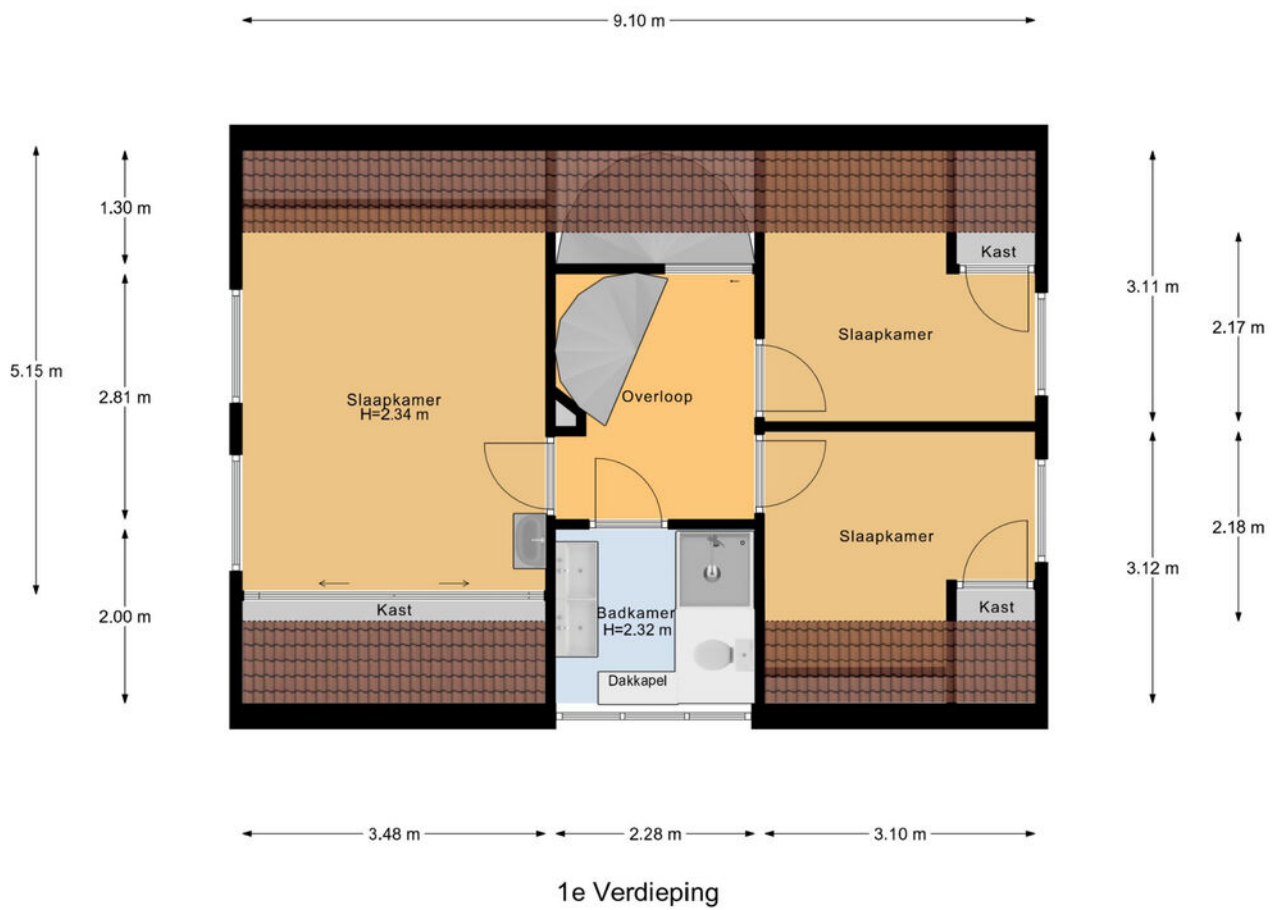 9.10 m
1.30 m
Kast
3.11 m
2.17 m
Slaapkamer
5.15 m
2.81 m
Slaapkamer
H=2.34 m
Overloop
2.18 m
Slaapkamer
3.12 m
2.00 m
Kast
Badkamer
H=2.32 m
Kast
Dakkapel
3.48 m
2.28 m
3.10 m
1e Verdieping